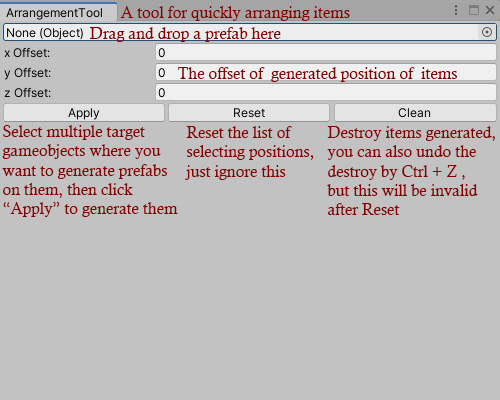 ArrangementTool A tool for quickly arranging items
None (Object) Drag and drop a prefab here
x Offset: 0
y Offset: 0 The offset of generated position of items
z Offset: 0
Apply Reset Clean
Select multiple target
gameobjects where you
want to generate prefabs
on them, then click
“Apply” to generate them
Reset the list of
selecting positions,
just ignore this
Destroy items generated,
you can also undo the
destroy by Ctrl + Z ,
but this will be invalid
after Reset